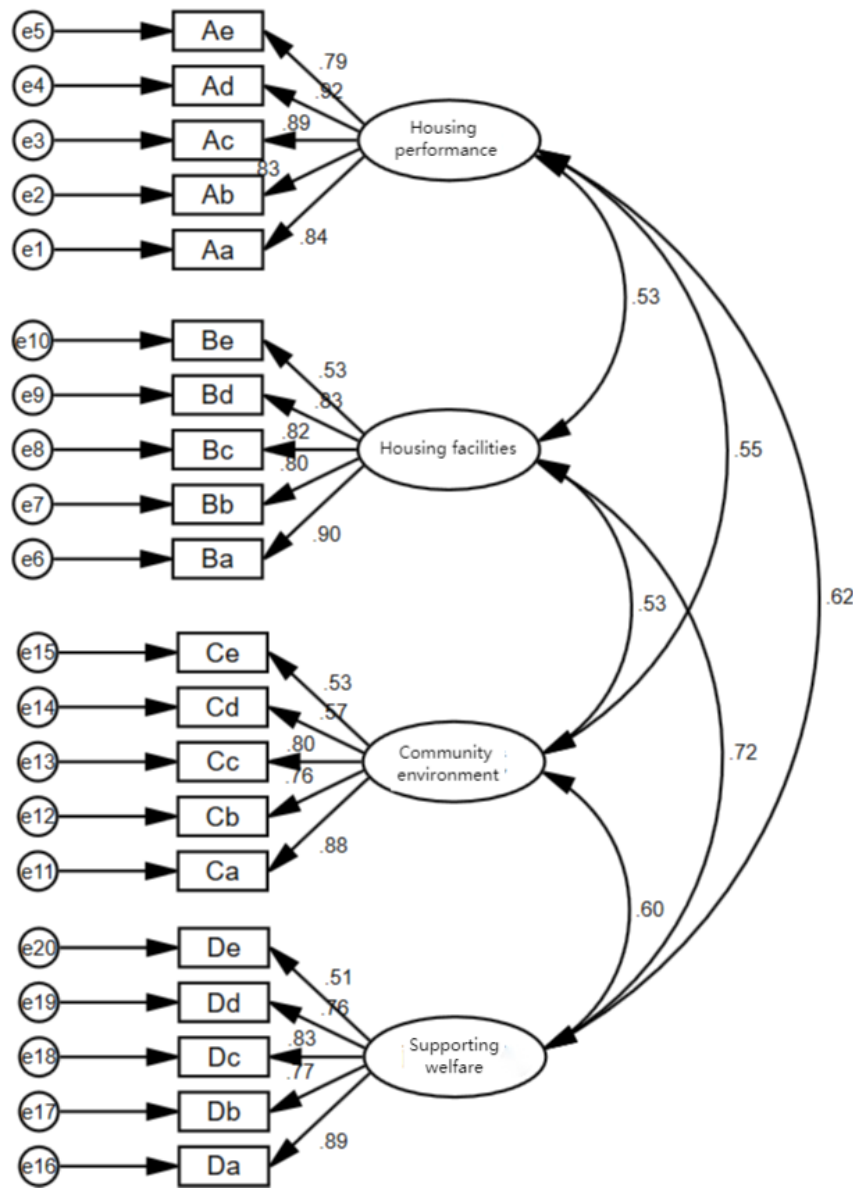 e5 Ae .79
e4 Ad .92
e3 Ac .89
e2 Ab .83
e1 Aa .84
Housing
performance
.53
e10 Be .53
e9 Bd .83
e8 Bc .82
e7 Bb .80
e6 Ba .90
Housing facilities
.55
.53
.62
e15 Ce .53
e14 Cd .57
e13 Cc .80
e12 Cb .76
e11 Ca .88
Community
environment
.72
.60
e20 De .51
e19 Dd .76
e18 Dc .83
e17 Db .77
e16 Da .89
Supporting
welfare